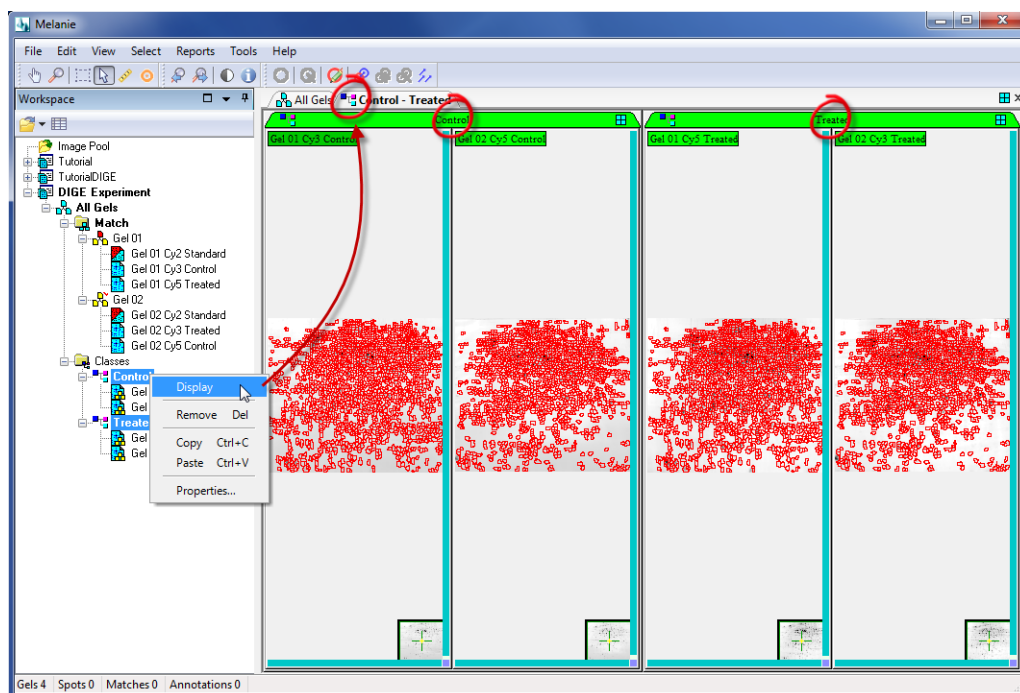 Melanie
File Edit View Select Reports Tools Help
Workspace
All Gels Control - Treated
Control
Treated
Gel 01 Cy3 Control
Gel 02 Cy5 Control
Gel 01 Cy5 Treated
Gel 02 Cy3 Treated
Image Pool
Tutorial
TutorialDIGE
DIGE Experiment
All Gels
Match
Gel 01
Gel 01 Cy2 Standard
Gel 01 Cy3 Control
Gel 01 Cy5 Treated
Gel 02
Gel 02 Cy2 Standard
Gel 02 Cy3 Treated
Gel 02 Cy5 Control
Classes
Control
Gel
Gel
Treate
Gel
Gel
Display
Remove Del
Copy Ctrl+C
Paste Ctrl+V
Properties...
Gels 4 Spots 0 Matches 0 Annotations 0